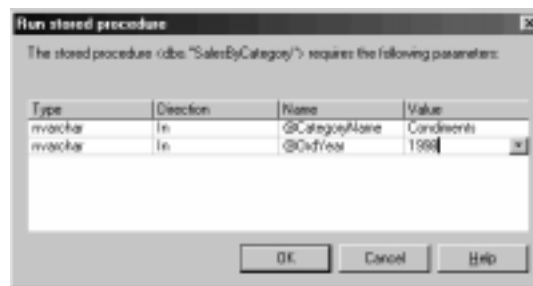 Run stored procedure
The stored procedure <dbo."SalesByCategory"> requires the following parameters:
Type Direction Name Value
nvarchar In @CategoryName Condiments
nvarchar In @OrdYear 1998
OK Cancel Help